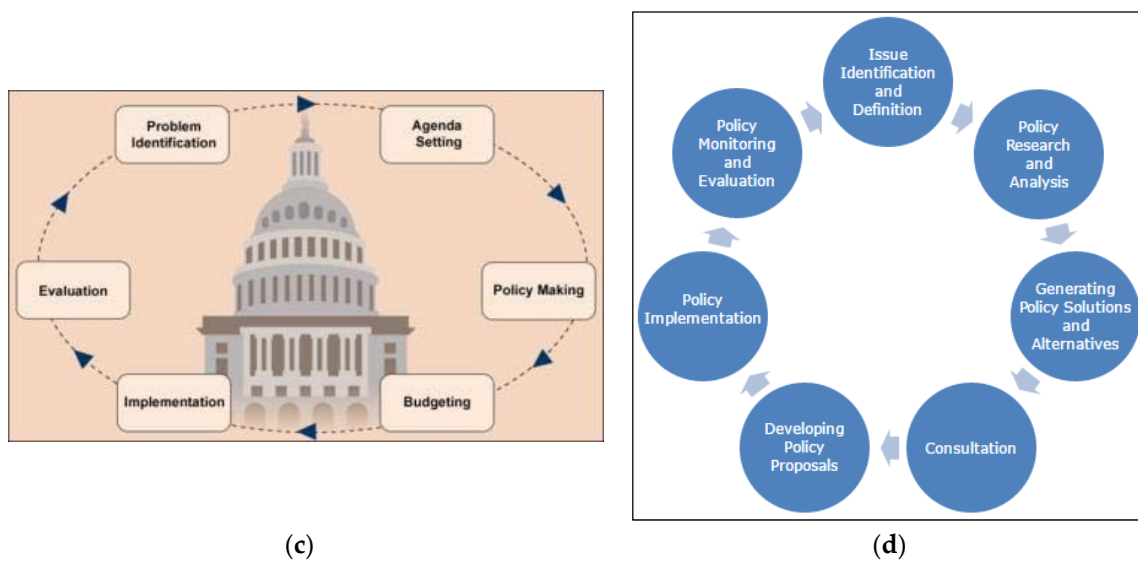 Problem
Identification
Agenda
Setting
Policy Making
Budgeting
Implementation
Evaluation
(c)
Issue
Identification
and
Definition
Policy
Research
and
Analysis
Generating
Policy Solutions
and
Alternatives
Consultation
Developing
Policy
Proposals
Policy
Implementation
Policy
Monitoring
and
Evaluation
(d)